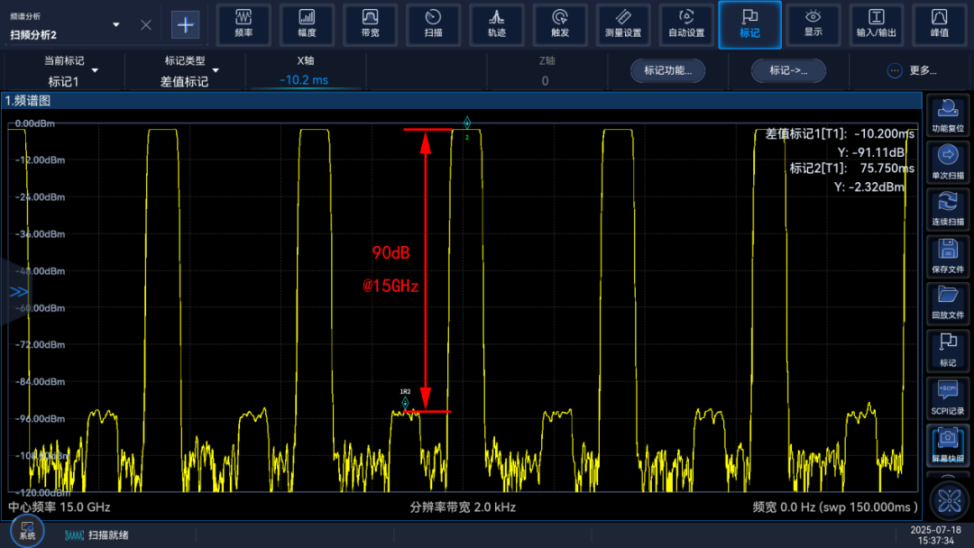 频谱分析
扫频分析2
频率
幅度
带宽
扫描
轨迹
触发
测量设置
自动设置
标记
显示
输入/输出
峰值
当前标记
标记1
标记类型
差值标记
X轴
-10.2 ms
Z轴
0
标记功能...
标记->...
更多...
1.频谱图
0.00dBm
-12.00dBm
-24.00dBm
-36.00dBm
-48.00dBm
-60.00dBm
-72.00dBm
-84.00dBm
-96.00dBm
-108.00dBm
-120.00dBm
2
差值标记1[T1]: -10.200ms
Y: -91.11dB
标记2[T1]: 75.750ms
Y: -2.32dBm
90dB
@15GHz
1R2
中心频率 15.0 GHz
分辨率带宽 2.0 kHz
频宽 0.0 Hz (swp 150.000ms )
功能复位
单次扫描
连续扫描
保存文件
回放文件
标记
SCPI
SCPI记录
屏幕快照
系统
扫描就绪
2025-07-18
15:37:34